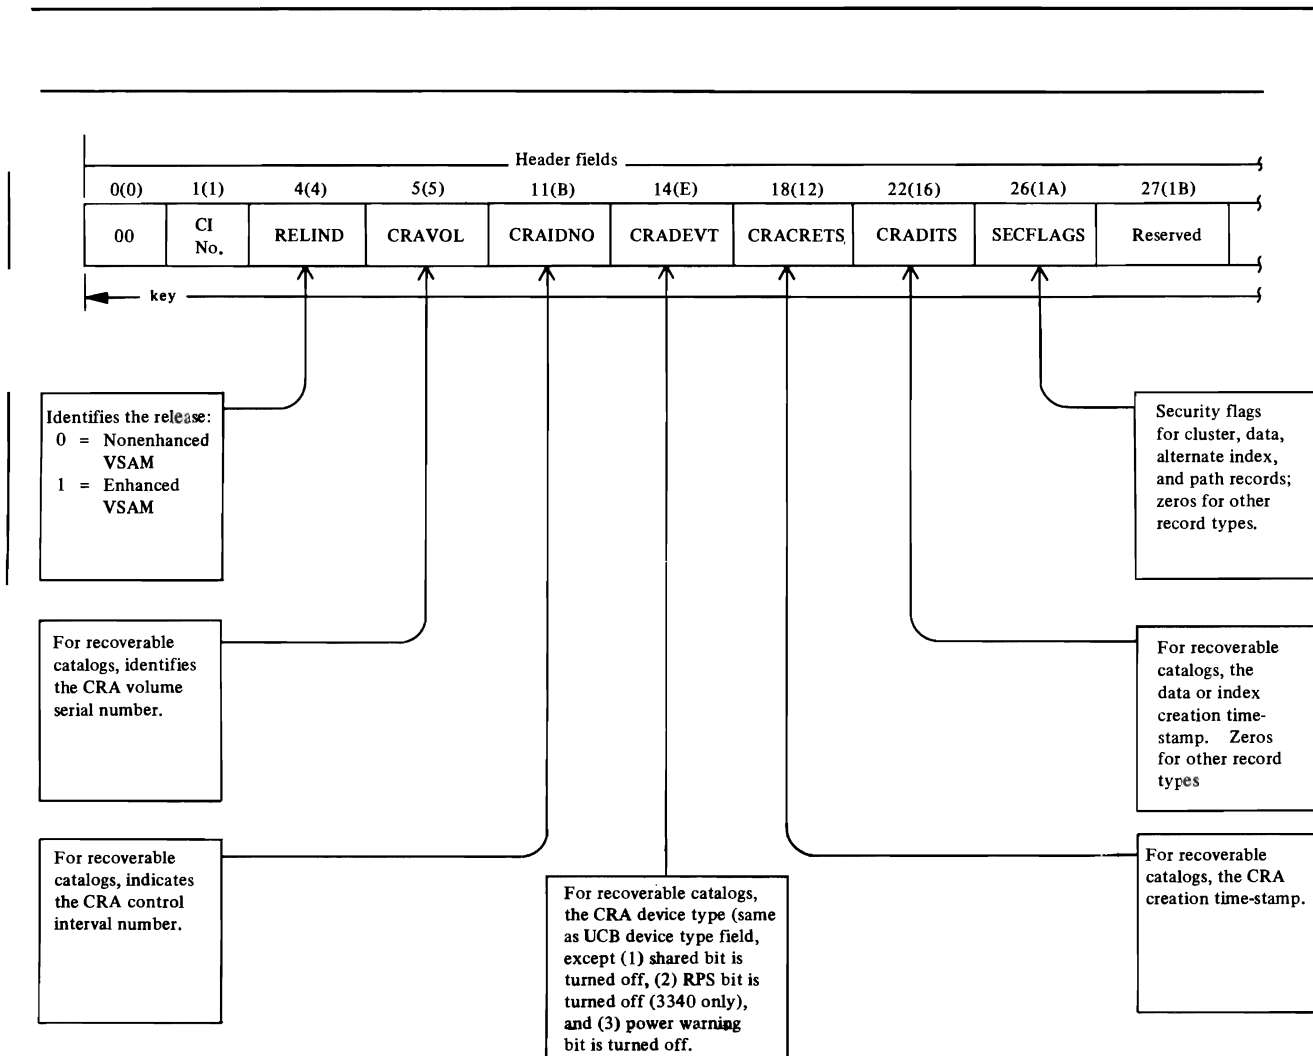 Header fields
0(0) 1(1) 4(4) 5(5) 11(B) 14(E) 18(12) 22(16) 26(1A) 27(1B)
00 CI No. RELIND CRAVOL CRAIDNO CRADEVT CRACRETS CRADITS SECFLAGS Reserved
key
Identifies the release:
0 = Nonenhanced
VSAM
1 = Enhanced
VSAM
Security flags
for cluster, data,
alternate index,
and path records;
zeros for other
record types.
For recoverable
catalogs, identifies
the CRA volume
serial number.
For recoverable
catalogs, the
data or index
creation time-
stamp. Zeros
for other record
types
For recoverable
catalogs, indicates
the CRA control
interval number.
For recoverable catalogs,
the CRA device type (same
as UCB device type field,
except (1) shared bit is
turned off, (2) RPS bit is
turned off (3340 only),
and (3) power warning
bit is turned off.
For recoverable
catalogs, the CRA
creation time-stamp.